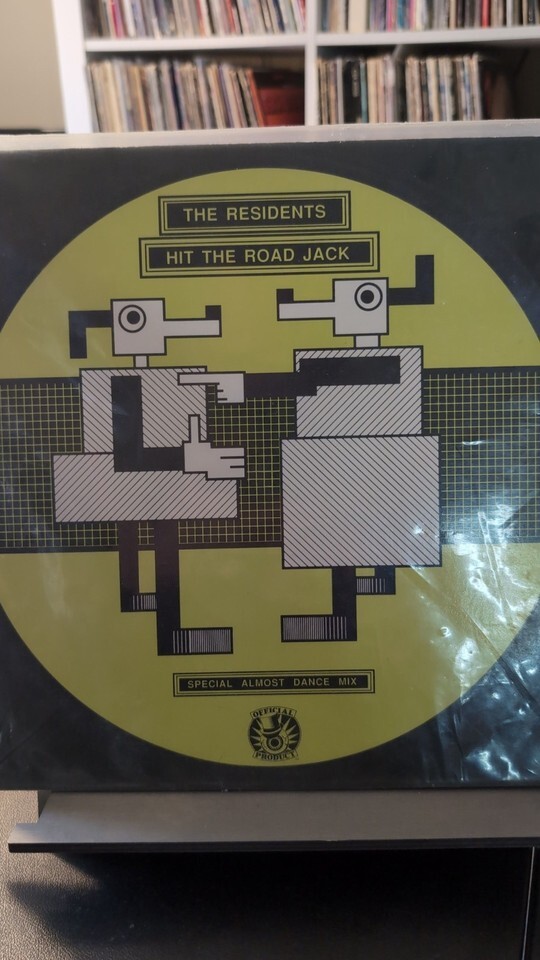 THE RESIDENTS
HIT THE ROAD JACK
SPECIAL ALMOST DANCE MIX
OFFICIAL
PRODUCT